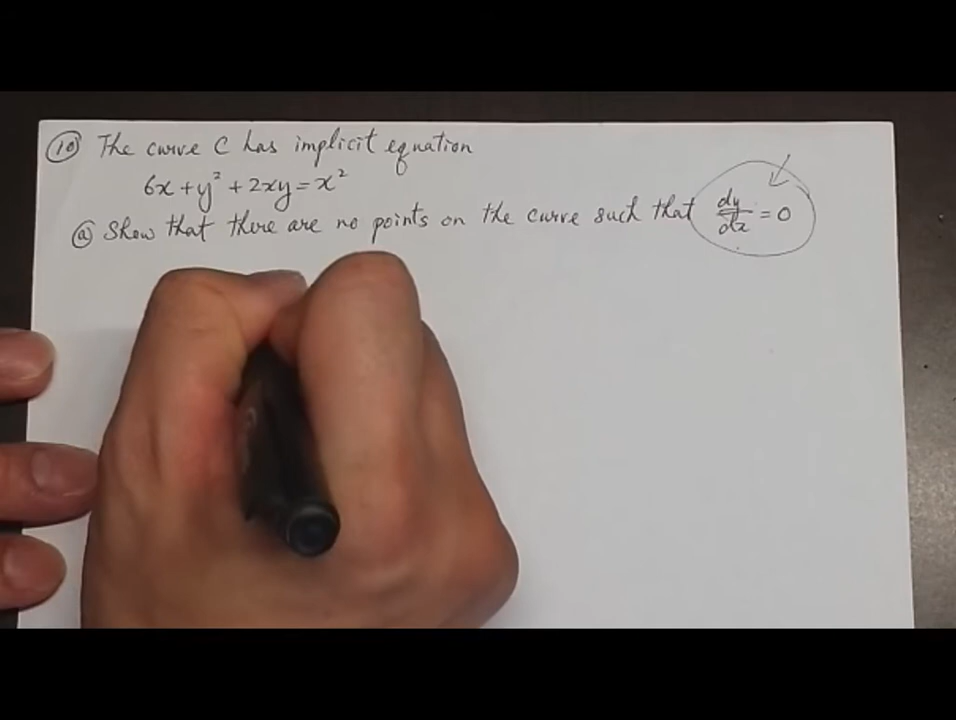 ⑩ The curve C has implicit equation
6x + y² + 2xy = x²
ⓐ Show that there are no points on the curve such that dy/dx = 0